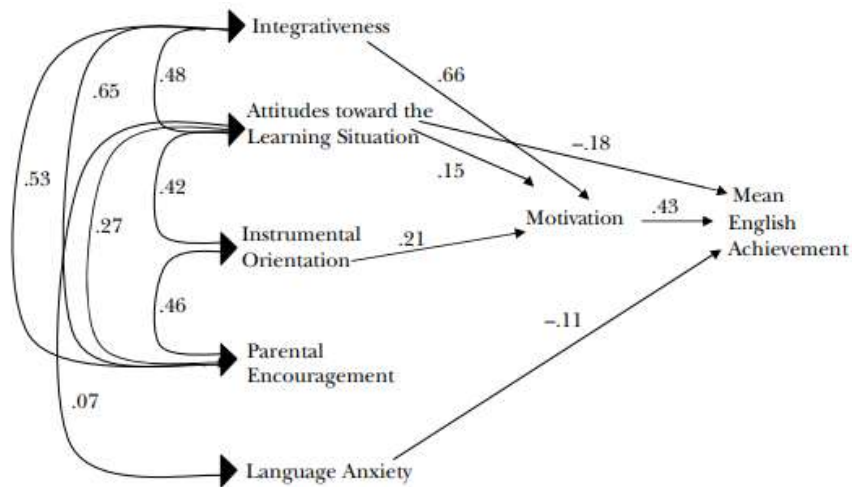 Integrativeness
.48
.66
.65
Attitudes toward the
Learning Situation
–.18
.15
.53
.42
Mean
English
Achievement
Motivation
.43
.27
Instrumental
Orientation
.21
.46
–.11
Parental
Encouragement
.07
Language Anxiety